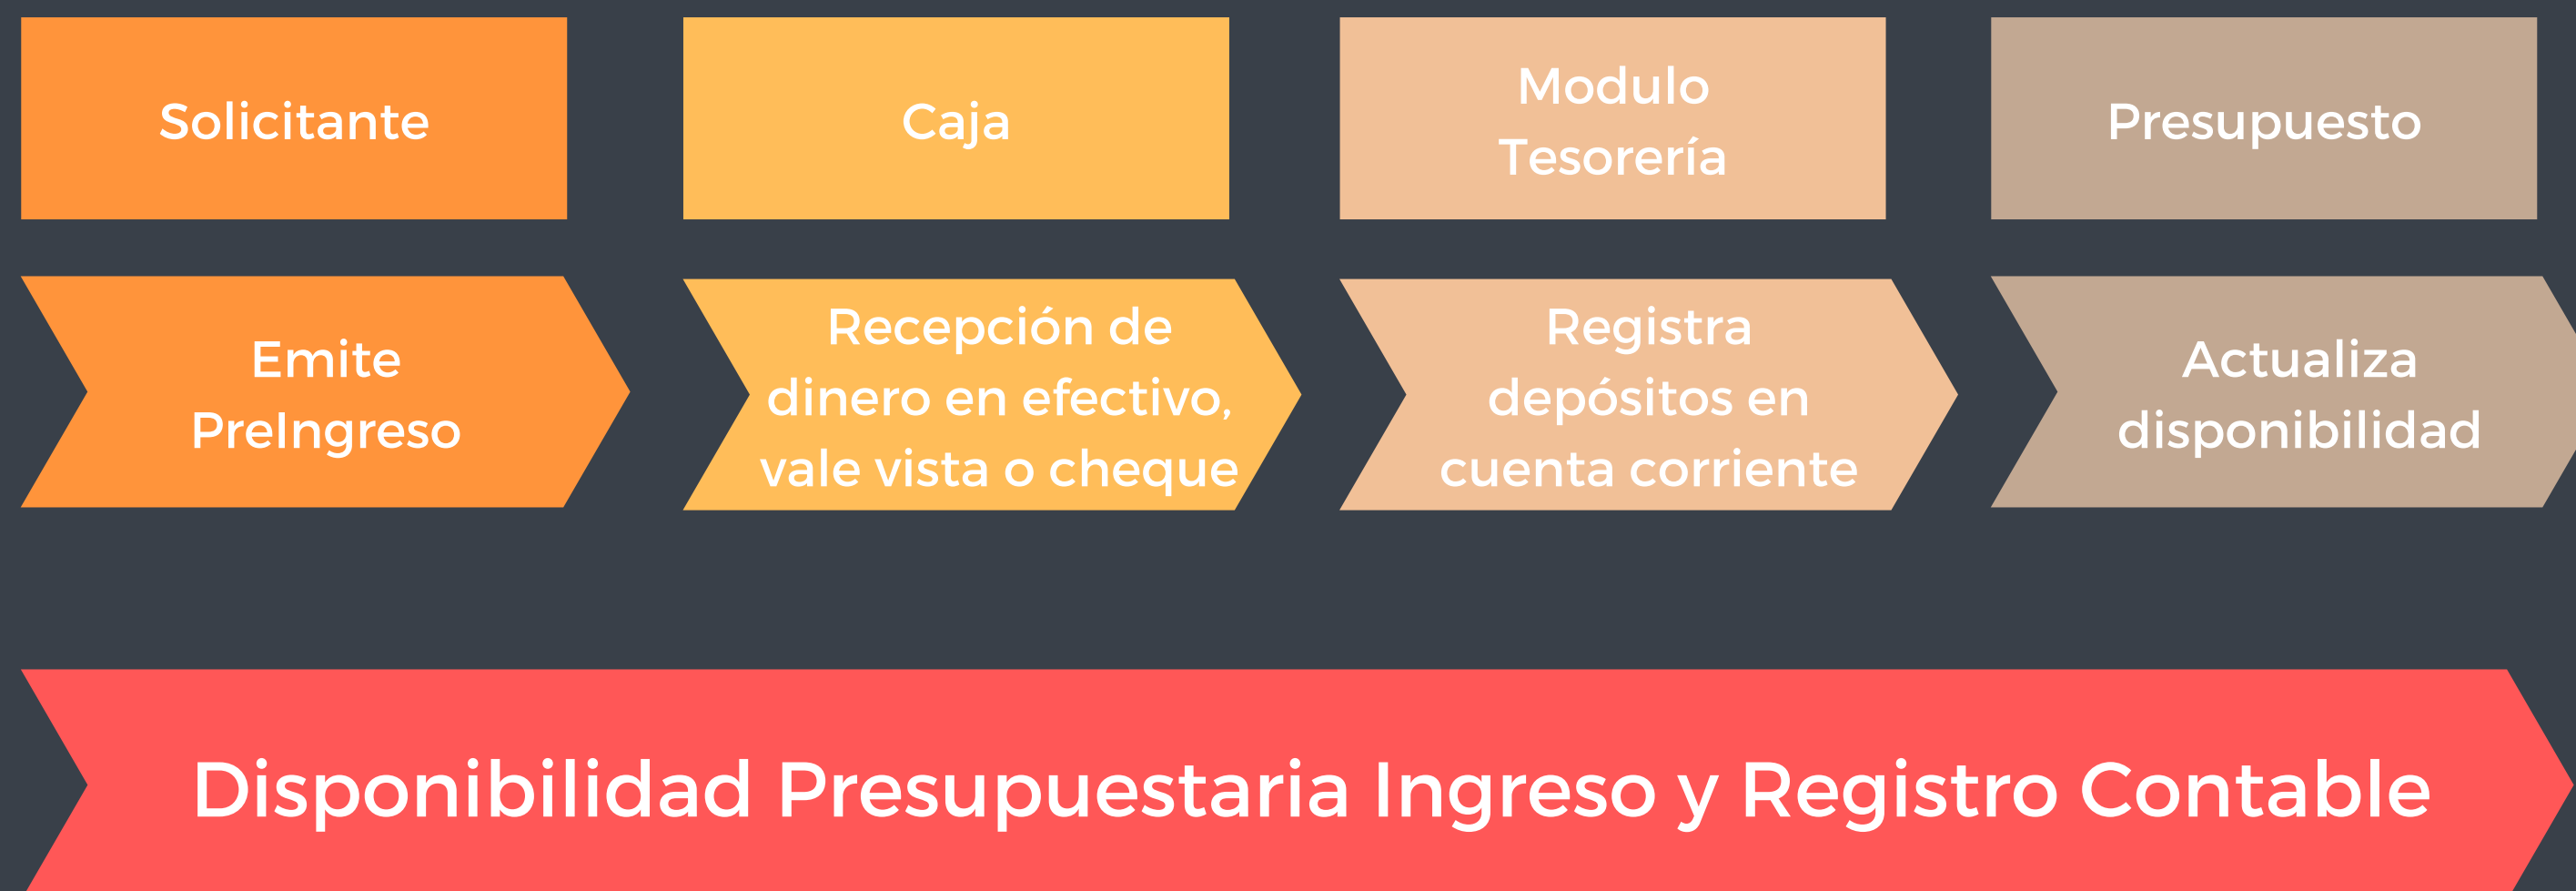 Solicitante
Caja
Modulo
Tesorería
Presupuesto
Emite
PreIngreso
Recepción de
dinero en efectivo,
vale vista o cheque
Registra
depósitos en
cuenta corriente
Actualiza
disponibilidad
Disponibilidad Presupuestaria Ingreso y Registro Contable